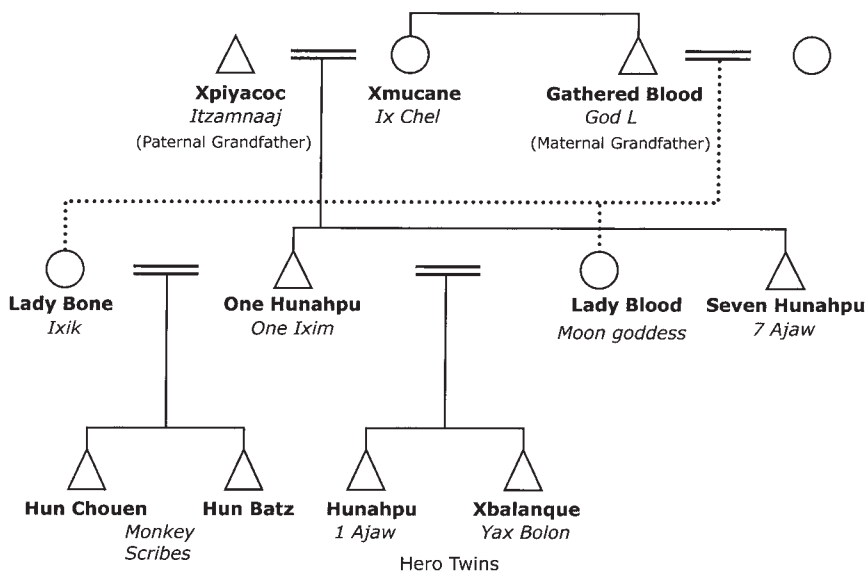 Xpiyacoc
Itzamnaaj
(Paternal Grandfather)
Xmucane
Ix Chel
Gathered Blood
God L
(Maternal Grandfather)
Lady Bone
Ixik
One Hunahpu
One Ixim
Lady Blood
Moon goddess
Seven Hunahpu
7 Ajaw
Hun Chouen
Hun Batz
Monkey
Scribes
Hunahpu
1 Ajaw
Xbalanque
Yax Bolon
Hero Twins